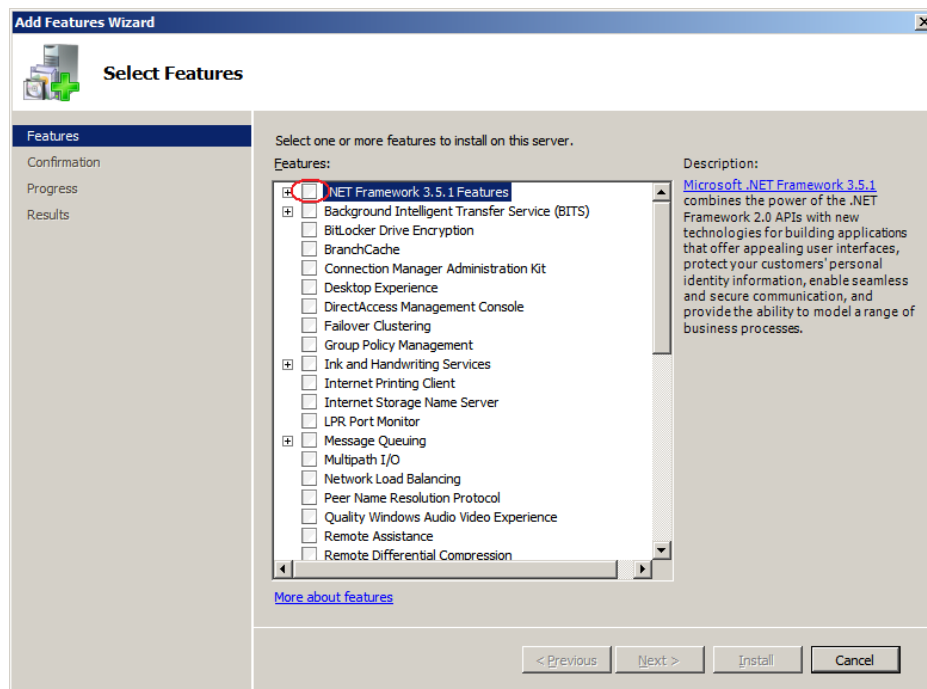 Add Features Wizard
Select Features
Features
Confirmation
Progress
Results
Select one or more features to install on this server.
Features:
.NET Framework 3.5.1 Features
Background Intelligent Transfer Service (BITS)
BitLocker Drive Encryption
BranchCache
Connection Manager Administration Kit
Desktop Experience
DirectAccess Management Console
Failover Clustering
Group Policy Management
Ink and Handwriting Services
Internet Printing Client
Internet Storage Name Server
LPR Port Monitor
Message Queuing
Multipath I/O
Network Load Balancing
Peer Name Resolution Protocol
Quality Windows Audio Video Experience
Remote Assistance
Remote Differential Compression
More about features
Description:
Microsoft .NET Framework 3.5.1
combines the power of the .NET
Framework 2.0 APIs with new
technologies for building applications
that offer appealing user interfaces,
protect your customers' personal
identity information, enable seamless
and secure communication, and
provide the ability to model a range of
business processes.
< Previous
Next >
Install
Cancel